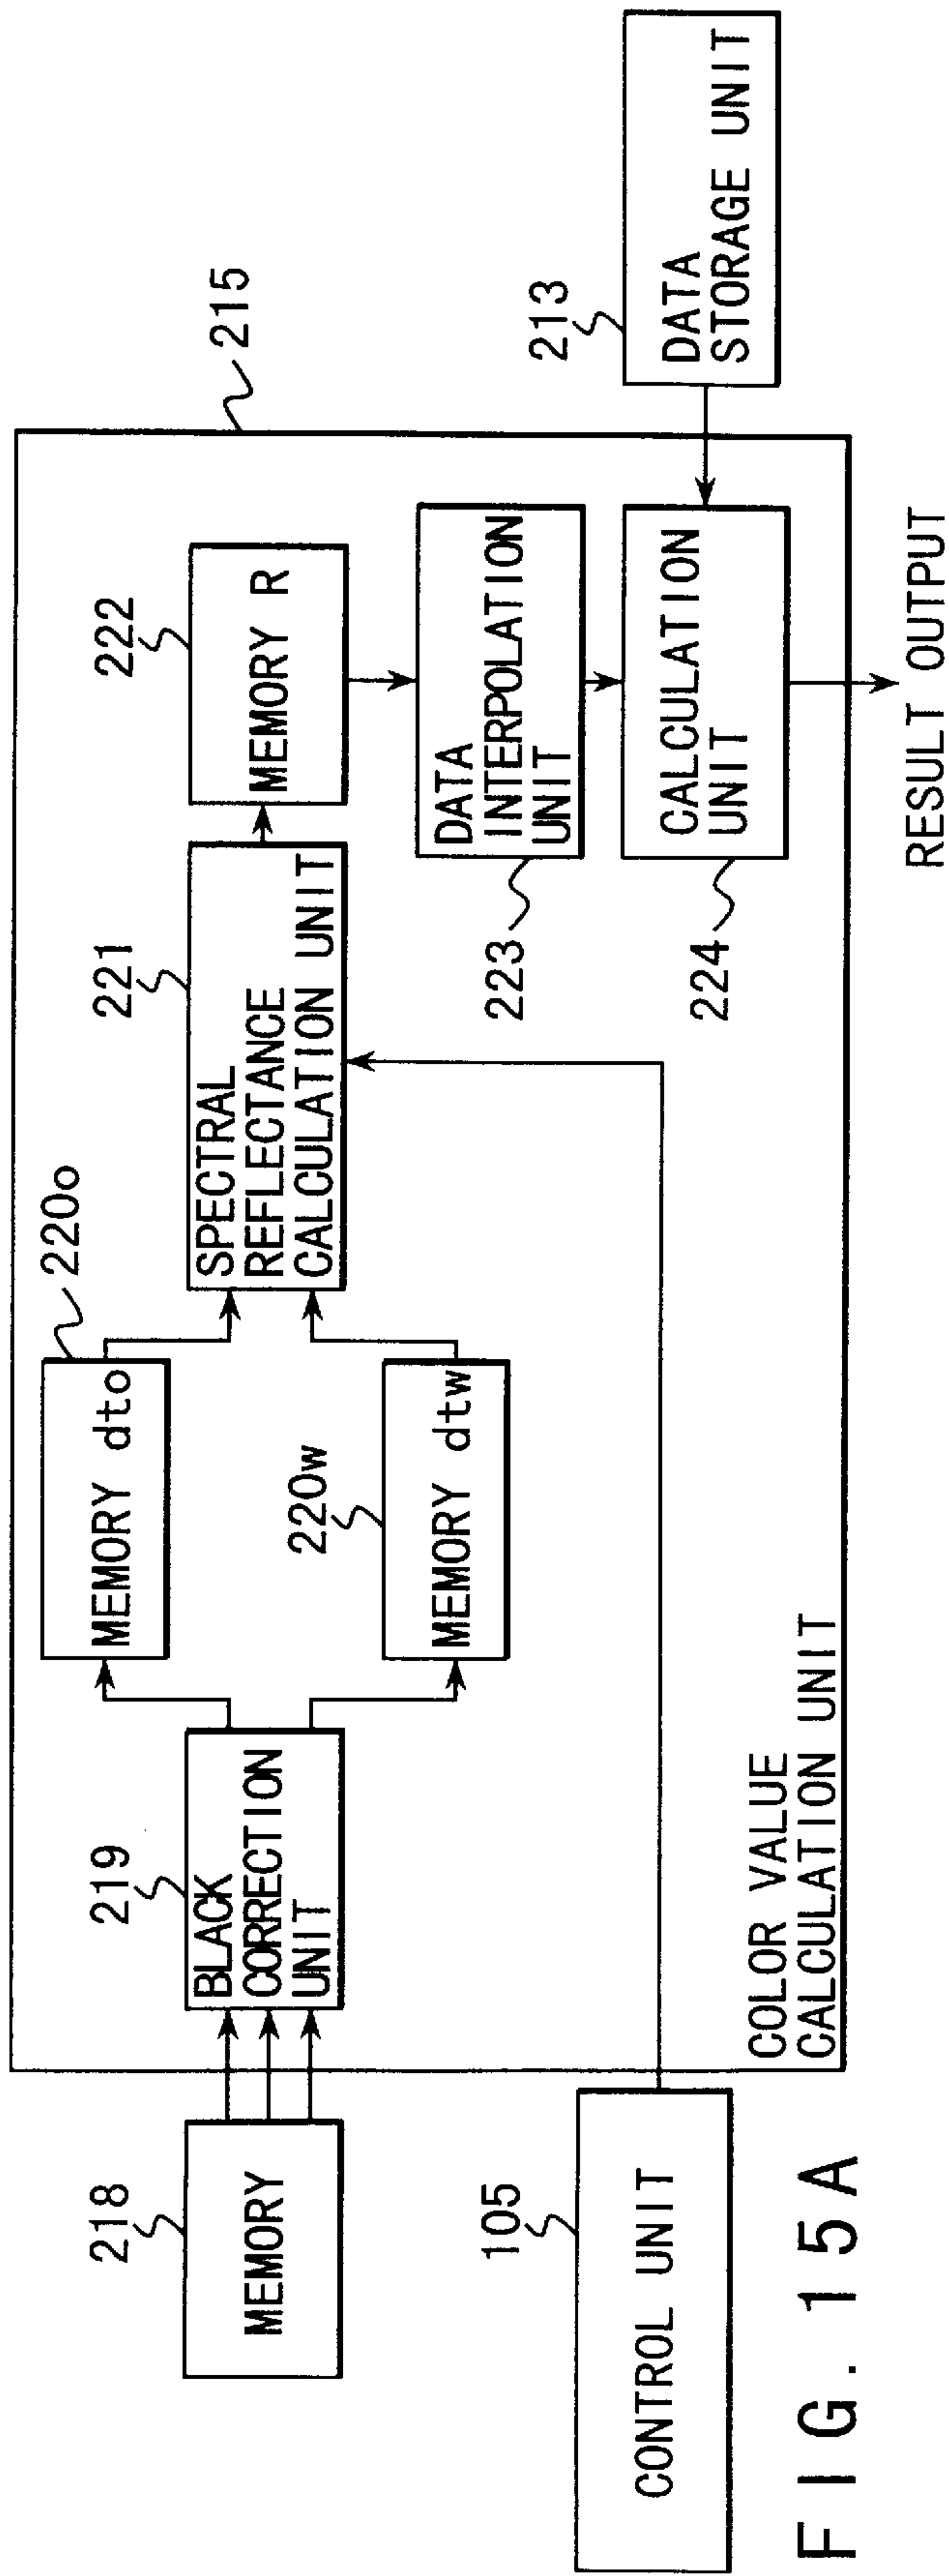 218
MEMORY
219
BLACK
CORRECTION
UNIT
220o
MEMORY dto
220w
MEMORY dtw
221
SPECTRAL
REFLECTANCE
CALCULATION UNIT
222
MEMORY R
215
223
DATA
INTERPOLATION
UNIT
224
CALCULATION
UNIT
213
DATA
STORAGE UNIT
105
CONTROL UNIT
COLOR VALUE
CALCULATION UNIT
RESULT OUTPUT
FIG. 15A